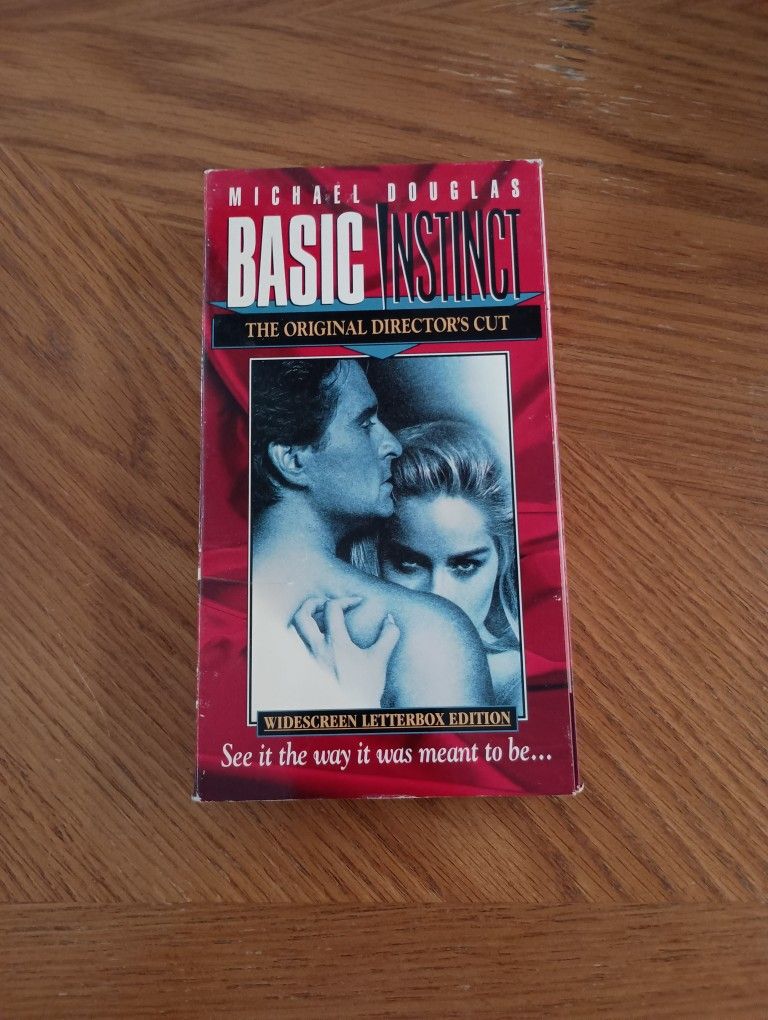 MICHAEL DOUGLAS
BASIC INSTINCT
THE ORIGINAL DIRECTOR'S CUT
WIDESCREEN LETTERBOX EDITION
See it the way it was meant to be...